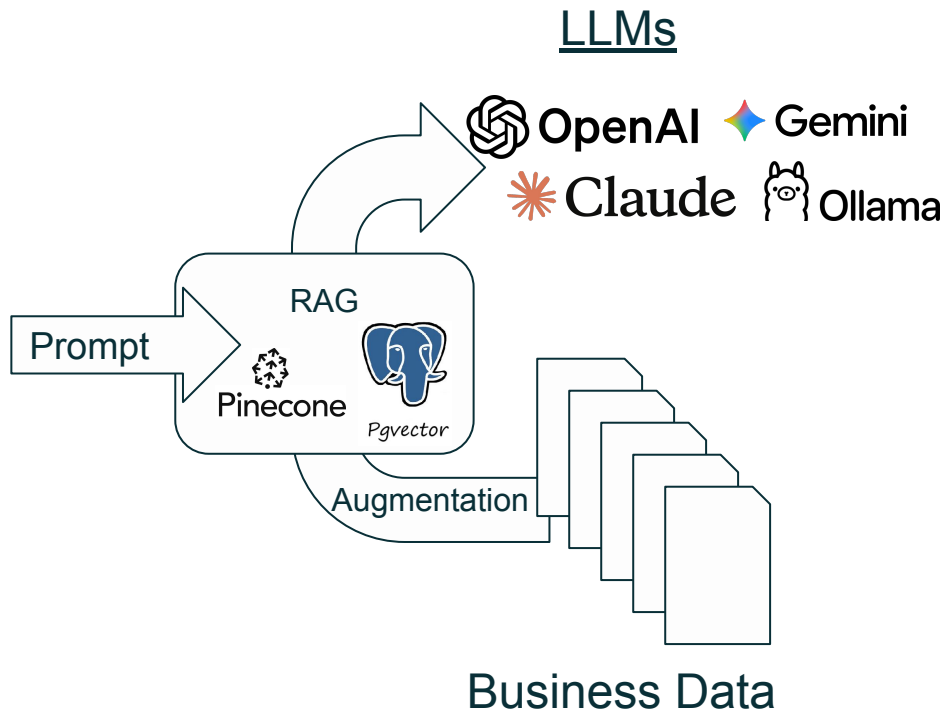 LLMs
OpenAI
Gemini
Claude
Ollama
RAG
Prompt
Pinecone
Pgvector
Augmentation
Business Data